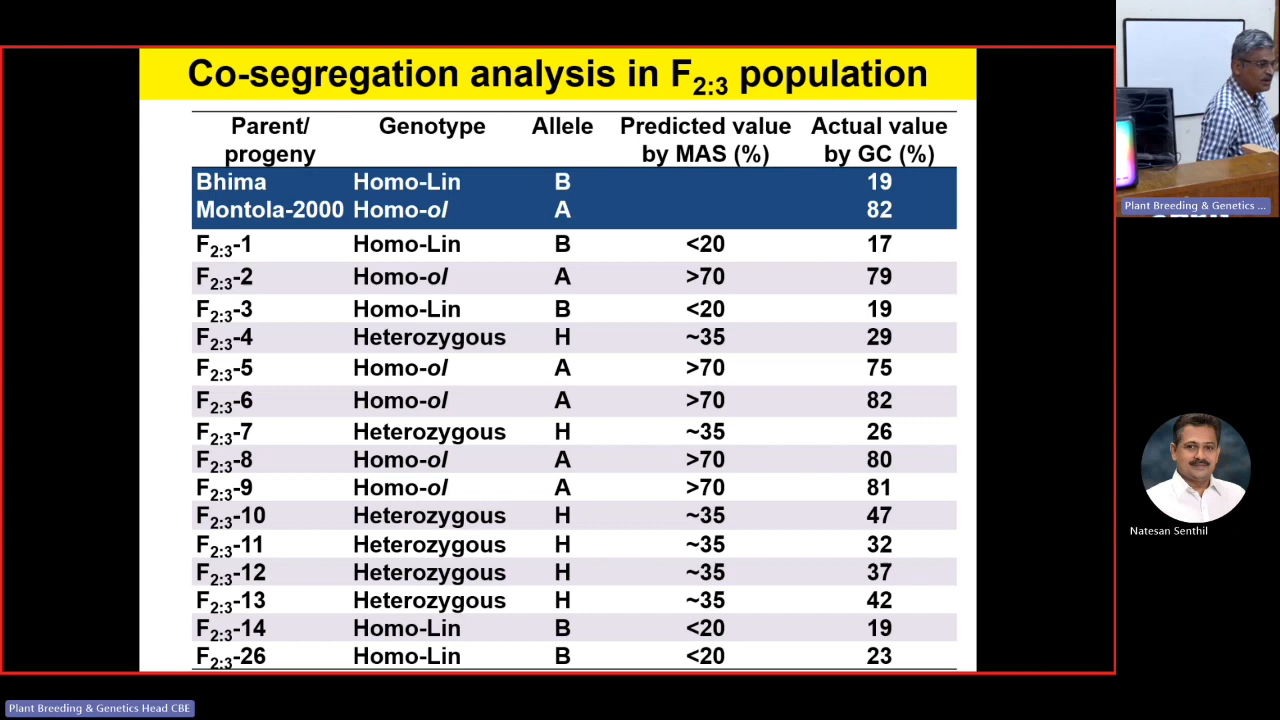 Co-segregation analysis in F2:3 population
Parent/ progeny Genotype Allele Predicted value by MAS (%) Actual value by GC (%)
Bhima Homo-Lin B 19
Montola-2000 Homo-ol A 82
F2:3-1 Homo-Lin B <20 17
F2:3-2 Homo-ol A >70 79
F2:3-3 Homo-Lin B <20 19
F2:3-4 Heterozygous H ~35 29
F2:3-5 Homo-ol A >70 75
F2:3-6 Homo-ol A >70 82
F2:3-7 Heterozygous H ~35 26
F2:3-8 Homo-ol A >70 80
F2:3-9 Homo-ol A >70 81
F2:3-10 Heterozygous H ~35 47
F2:3-11 Heterozygous H ~35 32
F2:3-12 Heterozygous H ~35 37
F2:3-13 Heterozygous H ~35 42
F2:3-14 Homo-Lin B <20 19
F2:3-26 Homo-Lin B <20 23
Plant Breeding & Genetics ...
Natesan Senthil
Plant Breeding & Genetics Head CBE